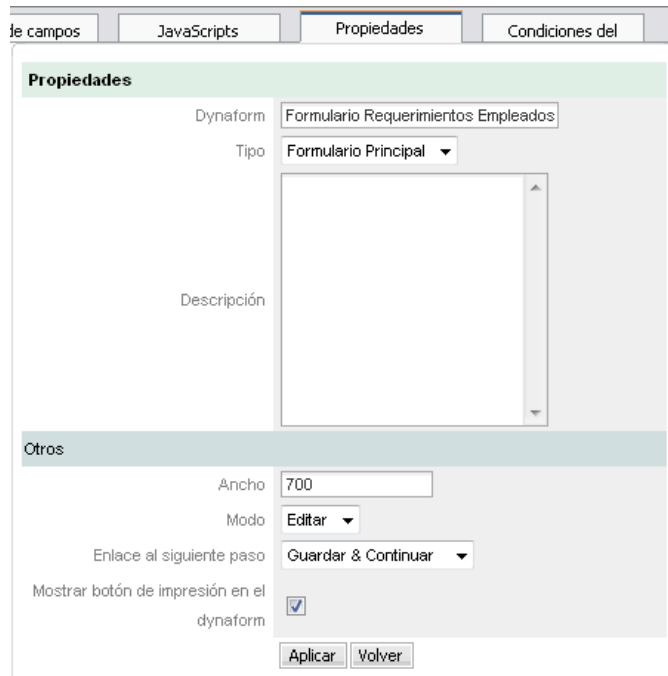 de campos JavaScripts Propiedades Condiciones del
Propiedades
Dynaform Formulario Requerimientos Empleados
Tipo Formulario Principal
Descripción
Otros
Ancho 700
Modo Editar
Enlace al siguiente paso Guardar & Continuar
Mostrar botón de impresión en el
dynaform
Aplicar Volver